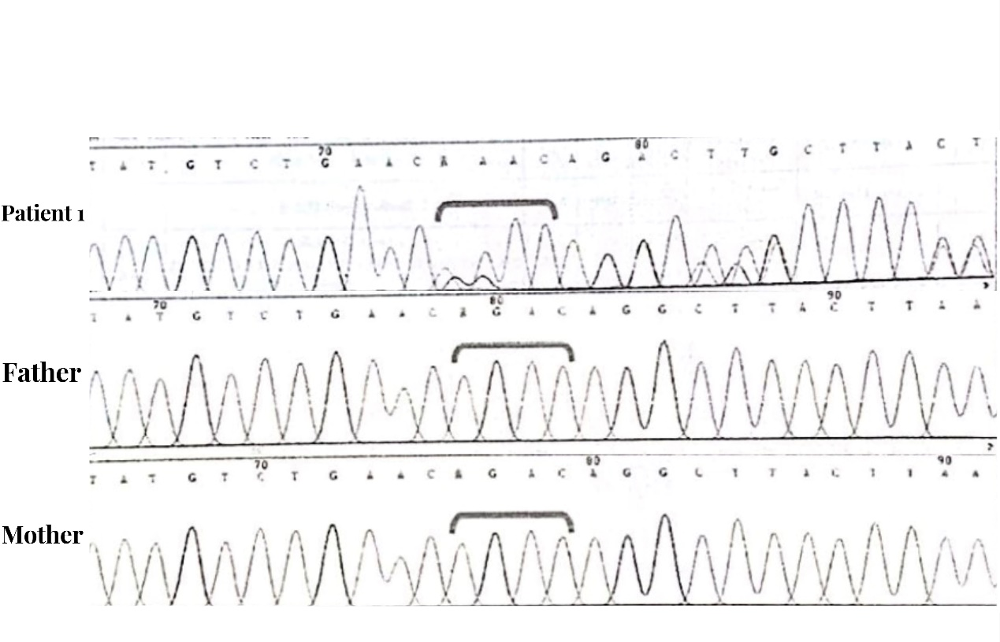 70 80
T A T G T C T G A A C A A A C A G A C T T G C T T A C T
Patient 1
70 80 90
T A T G T C T G A A C A G A C A G G C T T A C T T A A
Father
70 80 90
T A T G T C T G A A C A G A C A G G C T T A C T T A A
Mother